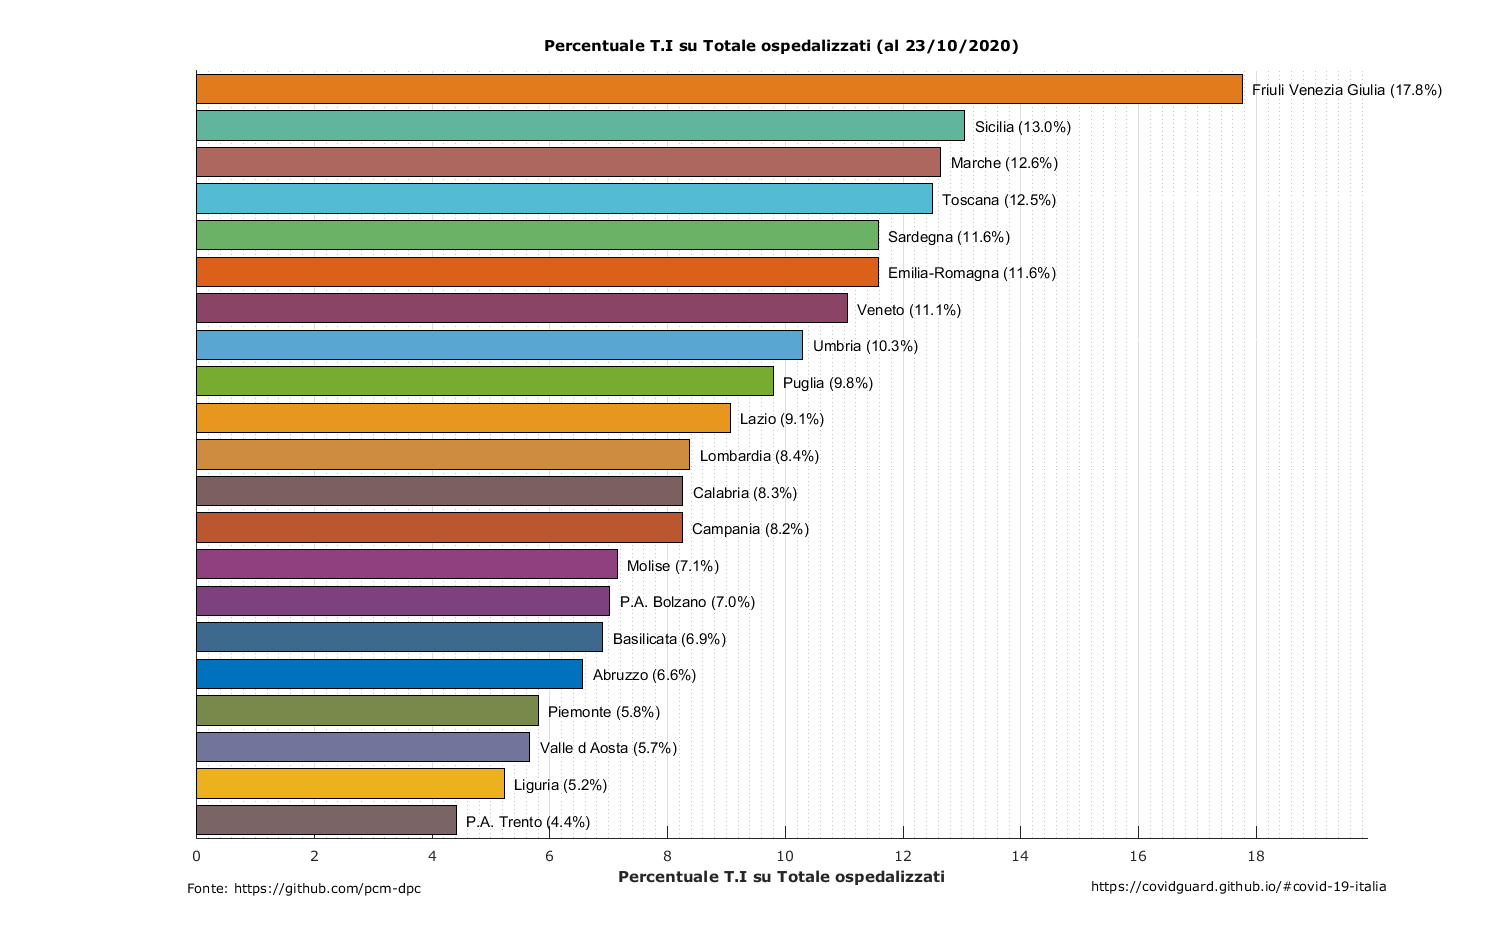 Percentuale T.I su Totale ospedalizzati (al 23/10/2020)
Friuli Venezia Giulia (17.8%)
Sicilia (13.0%)
Marche (12.6%)
Toscana (12.5%)
Sardegna (11.6%)
Emilia-Romagna (11.6%)
Veneto (11.1%)
Umbria (10.3%)
Puglia (9.8%)
Lazio (9.1%)
Lombardia (8.4%)
Calabria (8.3%)
Campania (8.2%)
Molise (7.1%)
P.A. Bolzano (7.0%)
Basilicata (6.9%)
Abruzzo (6.6%)
Piemonte (5.8%)
Valle d Aosta (5.7%)
Liguria (5.2%)
P.A. Trento (4.4%)
0 2 4 6 8 10 12 14 16 18
Percentuale T.I su Totale ospedalizzati
Fonte: https://github.com/pcm-dpc
https://covidguard.github.io/#covid-19-italia